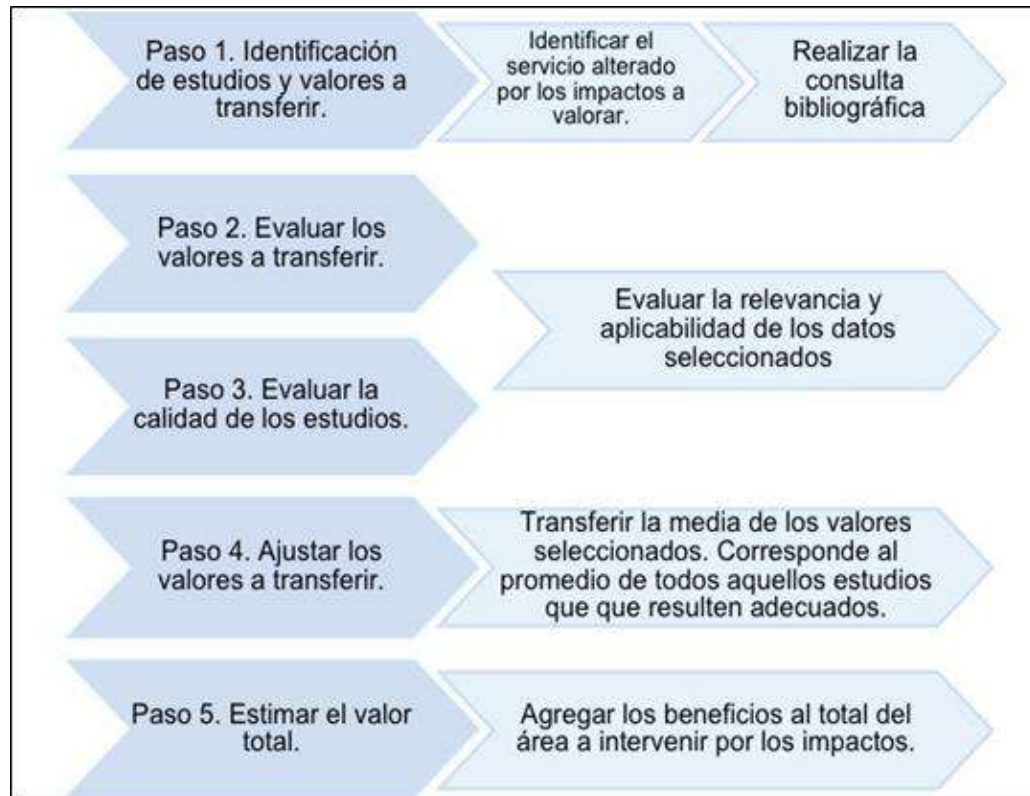 Paso 1. Identificación
de estudios y valores a
transferir.
Identificar el
servicio alterado
por los impactos a
valorar.
Realizar la
consulta
bibliográfica
Paso 2. Evaluar los
valores a transferir.
Evaluar la relevancia y
aplicabilidad de los datos
seleccionados
Paso 3. Evaluar la
calidad de los estudios.
Paso 4. Ajustar los
valores a transferir.
Transferir la media de los valores
seleccionados. Corresponde al
promedio de todos aquellos estudios
que que resulten adecuados.
Paso 5. Estimar el valor
total.
Agregar los beneficios al total del
área a intervenir por los impactos.